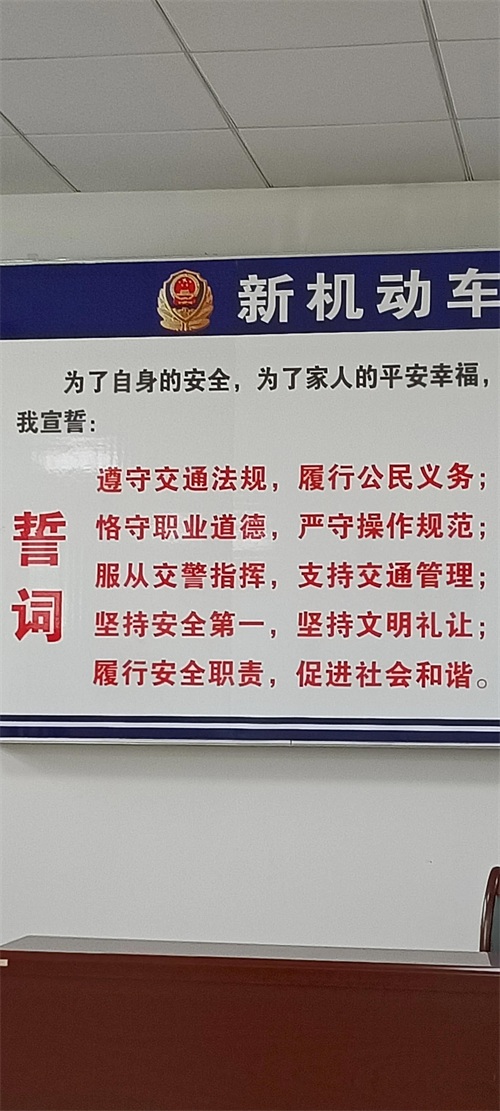 新机动车
为了自身的安全，为了家人的平安幸福，
我宣誓：
誓词
遵守交通法规，履行公民义务；
恪守职业道德，严守操作规范；
服从交警指挥，支持交通管理；
坚持安全第一，坚持文明礼让；
履行安全职责，促进社会和谐。